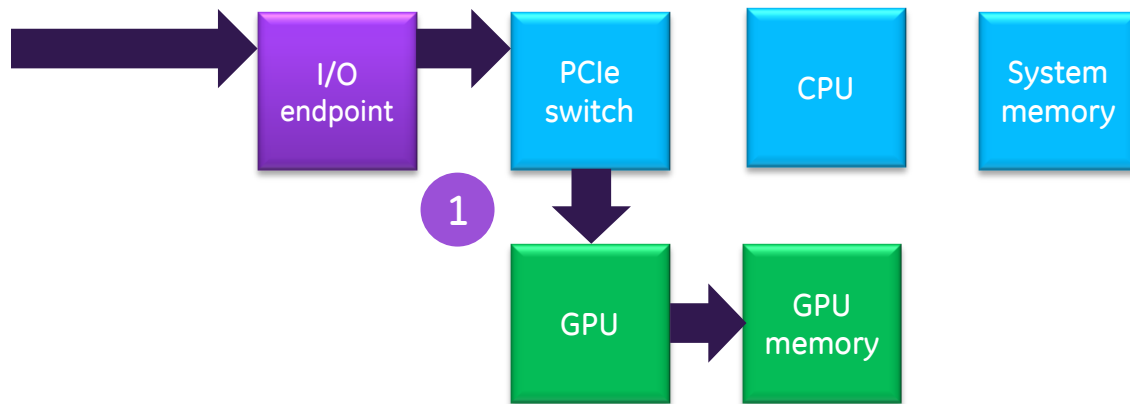 I/O
endpoint
PCIe
switch
CPU
System
memory
1
GPU
GPU
memory